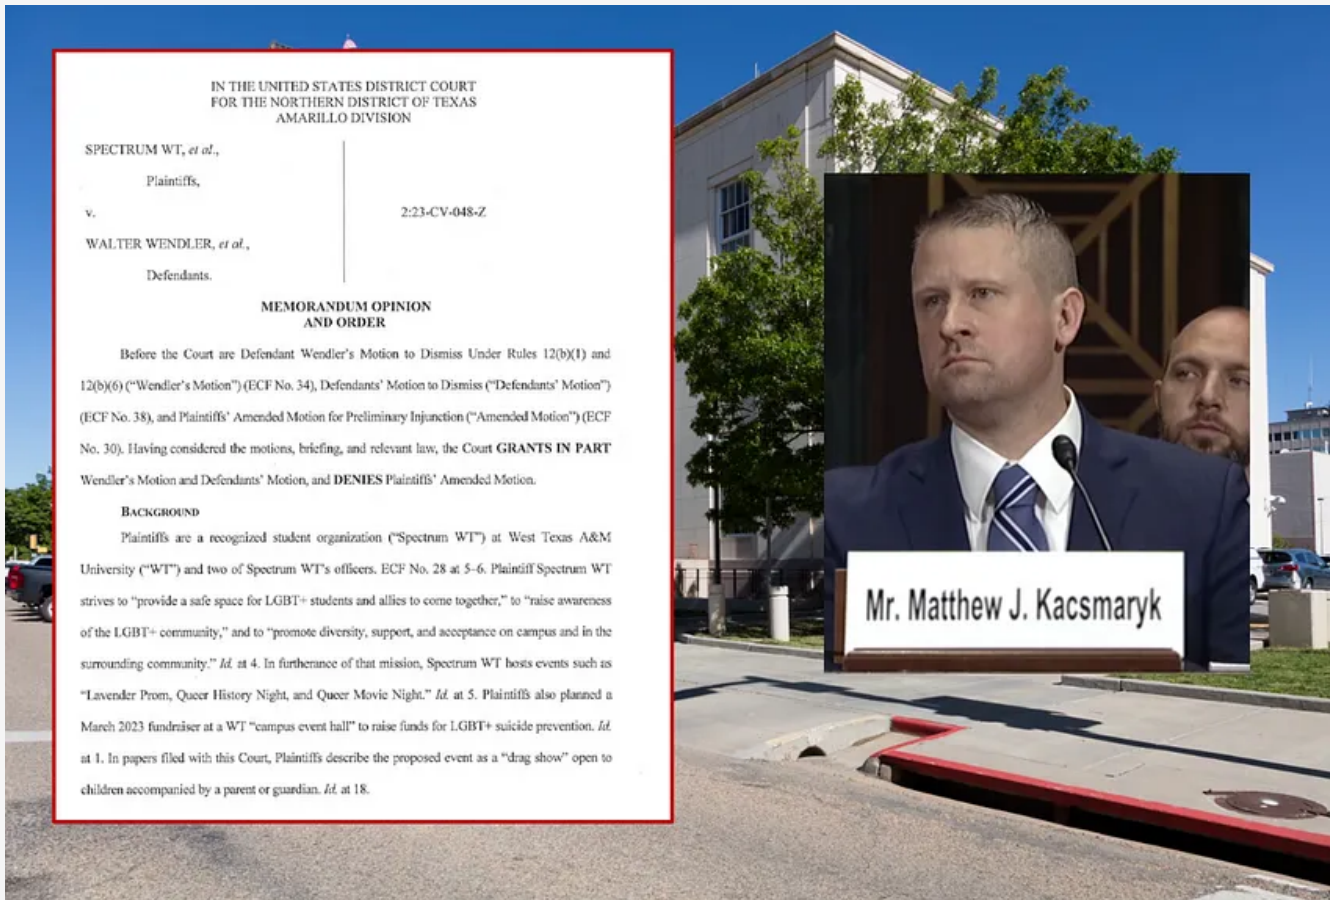 IN THE UNITED STATES DISTRICT COURT
FOR THE NORTHERN DISTRICT OF TEXAS
AMARILLO DIVISION
SPECTRUM WT, et al.,
Plaintiffs,
v.
2:23-CV-048-Z
WALTER WENDLER, et al.,
Defendants.
MEMORANDUM OPINION
AND ORDER
Before the Court are Defendant Wendler's Motion to Dismiss Under Rules 12(b)(1) and
12(b)(6) ("Wendler's Motion") (ECF No. 34), Defendants' Motion to Dismiss ("Defendants' Motion")
(ECF No. 38), and Plaintiffs' Amended Motion for Preliminary Injunction ("Amended Motion") (ECF
No. 30). Having considered the motions, briefing, and relevant law, the Court GRANTS IN PART
Wendler's Motion and Defendants' Motion, and DENIES Plaintiffs' Amended Motion.
BACKGROUND
Plaintiffs are a recognized student organization ("Spectrum WT") at West Texas A&M
University ("WT") and two of Spectrum WT's officers. ECF No. 28 at 5–6. Plaintiff Spectrum WT
strives to "provide a safe space for LGBT+ students and allies to come together," to "raise awareness
of the LGBT+ community," and to "promote diversity, support, and acceptance on campus and in the
surrounding community." Id. at 4. In furtherance of that mission, Spectrum WT hosts events such as
"Lavender Prom, Queer History Night, and Queer Movie Night." Id. at 5. Plaintiffs also planned a
March 2023 fundraiser at a WT "campus event hall" to raise funds for LGBT+ suicide prevention. Id.
at 1. In papers filed with this Court, Plaintiffs describe the proposed event as a "drag show" open to
children accompanied by a parent or guardian. Id. at 18.
Mr. Matthew J. Kacsmaryk